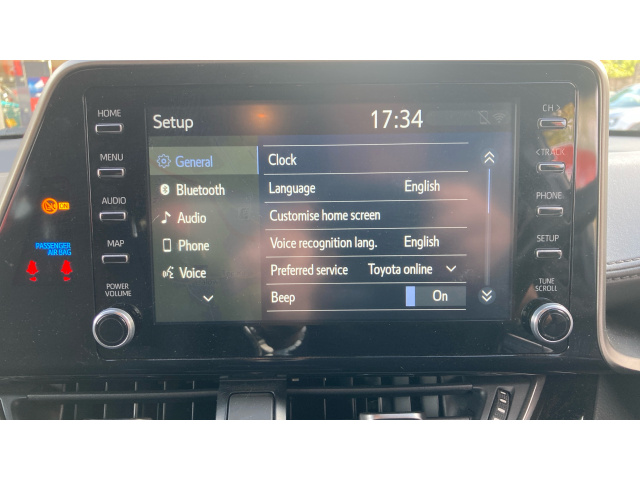 HOME
MENU
AUDIO
MAP
POWER
VOLUME
ON
PASSENGER
AIR BAG
Setup 17:34
General
Bluetooth
Audio
Phone
Voice
Clock
Language English
Customise home screen
Voice recognition lang. English
Preferred service Toyota online
Beep On
CH >
< TRACK
PHONE
SETUP
TUNE
SCROLL